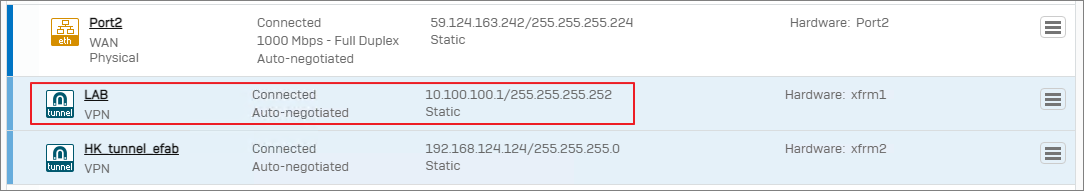 Port2 Connected 59.124.163.242/255.255.255.224 Hardware: Port2
eth WAN 1000 Mbps - Full Duplex Static
Physical Auto-negotiated
LAB Connected 10.100.100.1/255.255.255.252 Hardware: xfrm1
tunnel VPN Auto-negotiated Static
HK_tunnel_efab Connected 192.168.124.124/255.255.255.0 Hardware: xfrm2
tunnel VPN Auto-negotiated Static